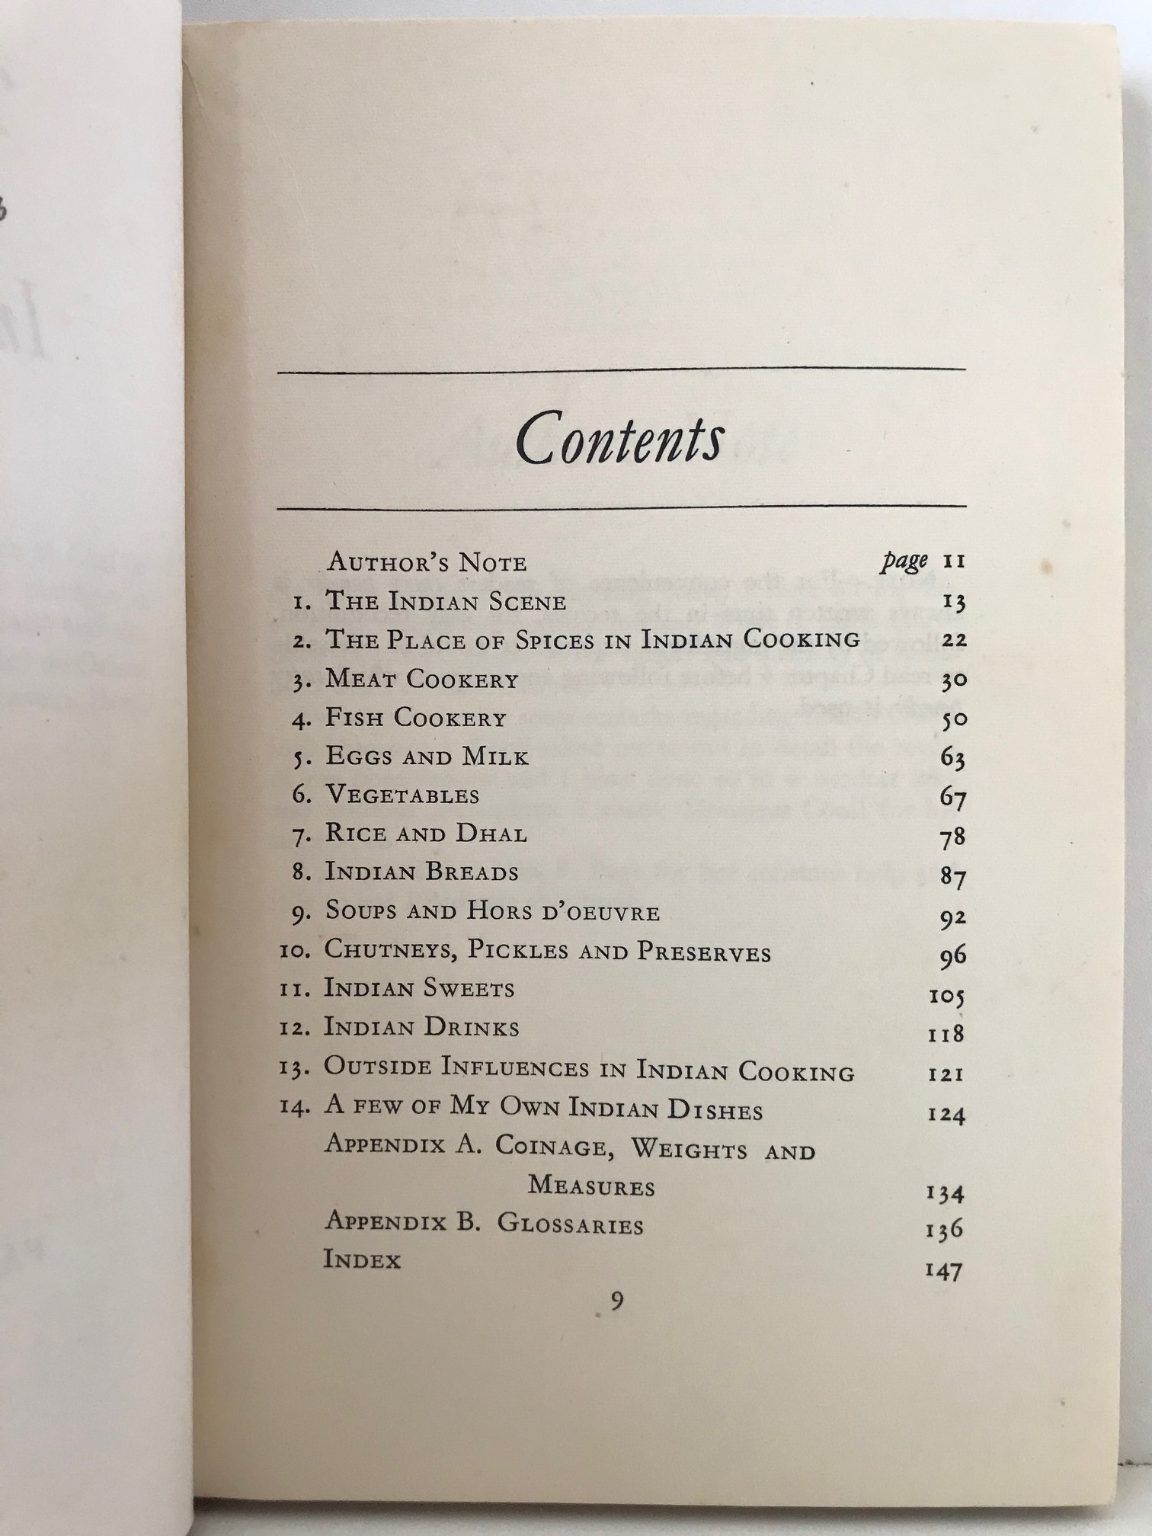 Contents
Author's Note page 11
1. The Indian Scene 13
2. The Place of Spices in Indian Cooking 22
3. Meat Cookery 30
4. Fish Cookery 50
5. Eggs and Milk 63
6. Vegetables 67
7. Rice and Dhal 78
8. Indian Breads 87
9. Soups and Hors d'oeuvre 92
10. Chutneys, Pickles and Preserves 96
11. Indian Sweets 105
12. Indian Drinks 118
13. Outside Influences in Indian Cooking 121
14. A few of My Own Indian Dishes 124
Appendix A. Coinage, Weights and
Measures 134
Appendix B. Glossaries 136
Index 147
9